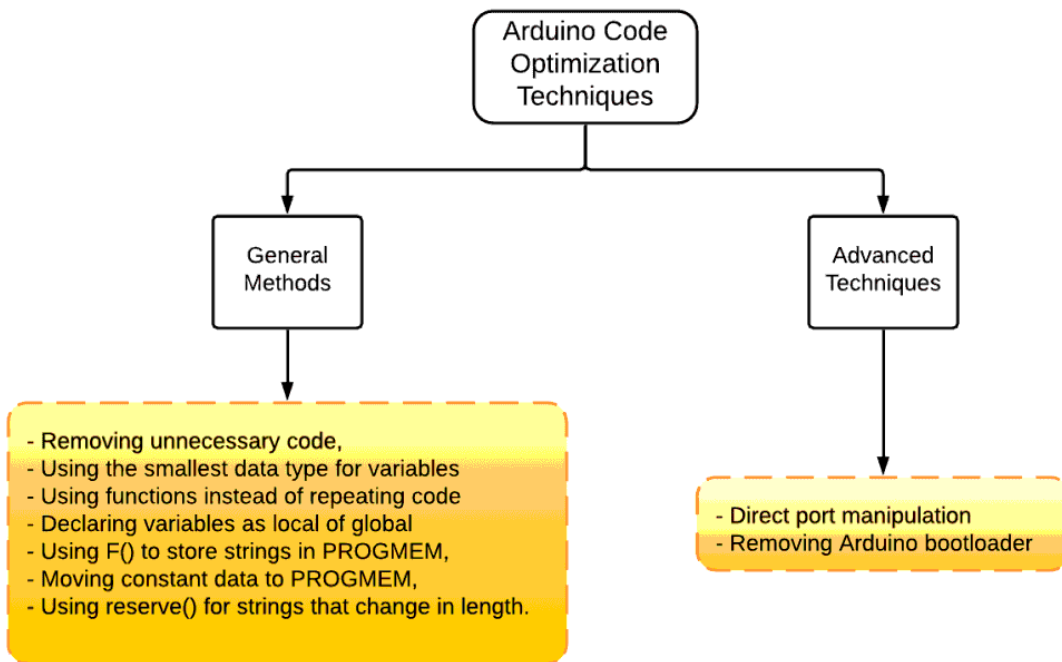 Arduino Code
Optimization
Techniques
General
Methods
Advanced
Techniques
- Removing unnecessary code,
- Using the smallest data type for variables
- Using functions instead of repeating code
- Declaring variables as local of global
- Using F() to store strings in PROGMEM,
- Moving constant data to PROGMEM,
- Using reserve() for strings that change in length.
- Direct port manipulation
- Removing Arduino bootloader